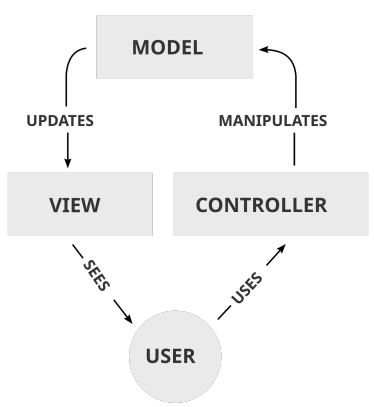 MODEL
UPDATES
MANIPULATES
VIEW
CONTROLLER
SEES
USES
USER